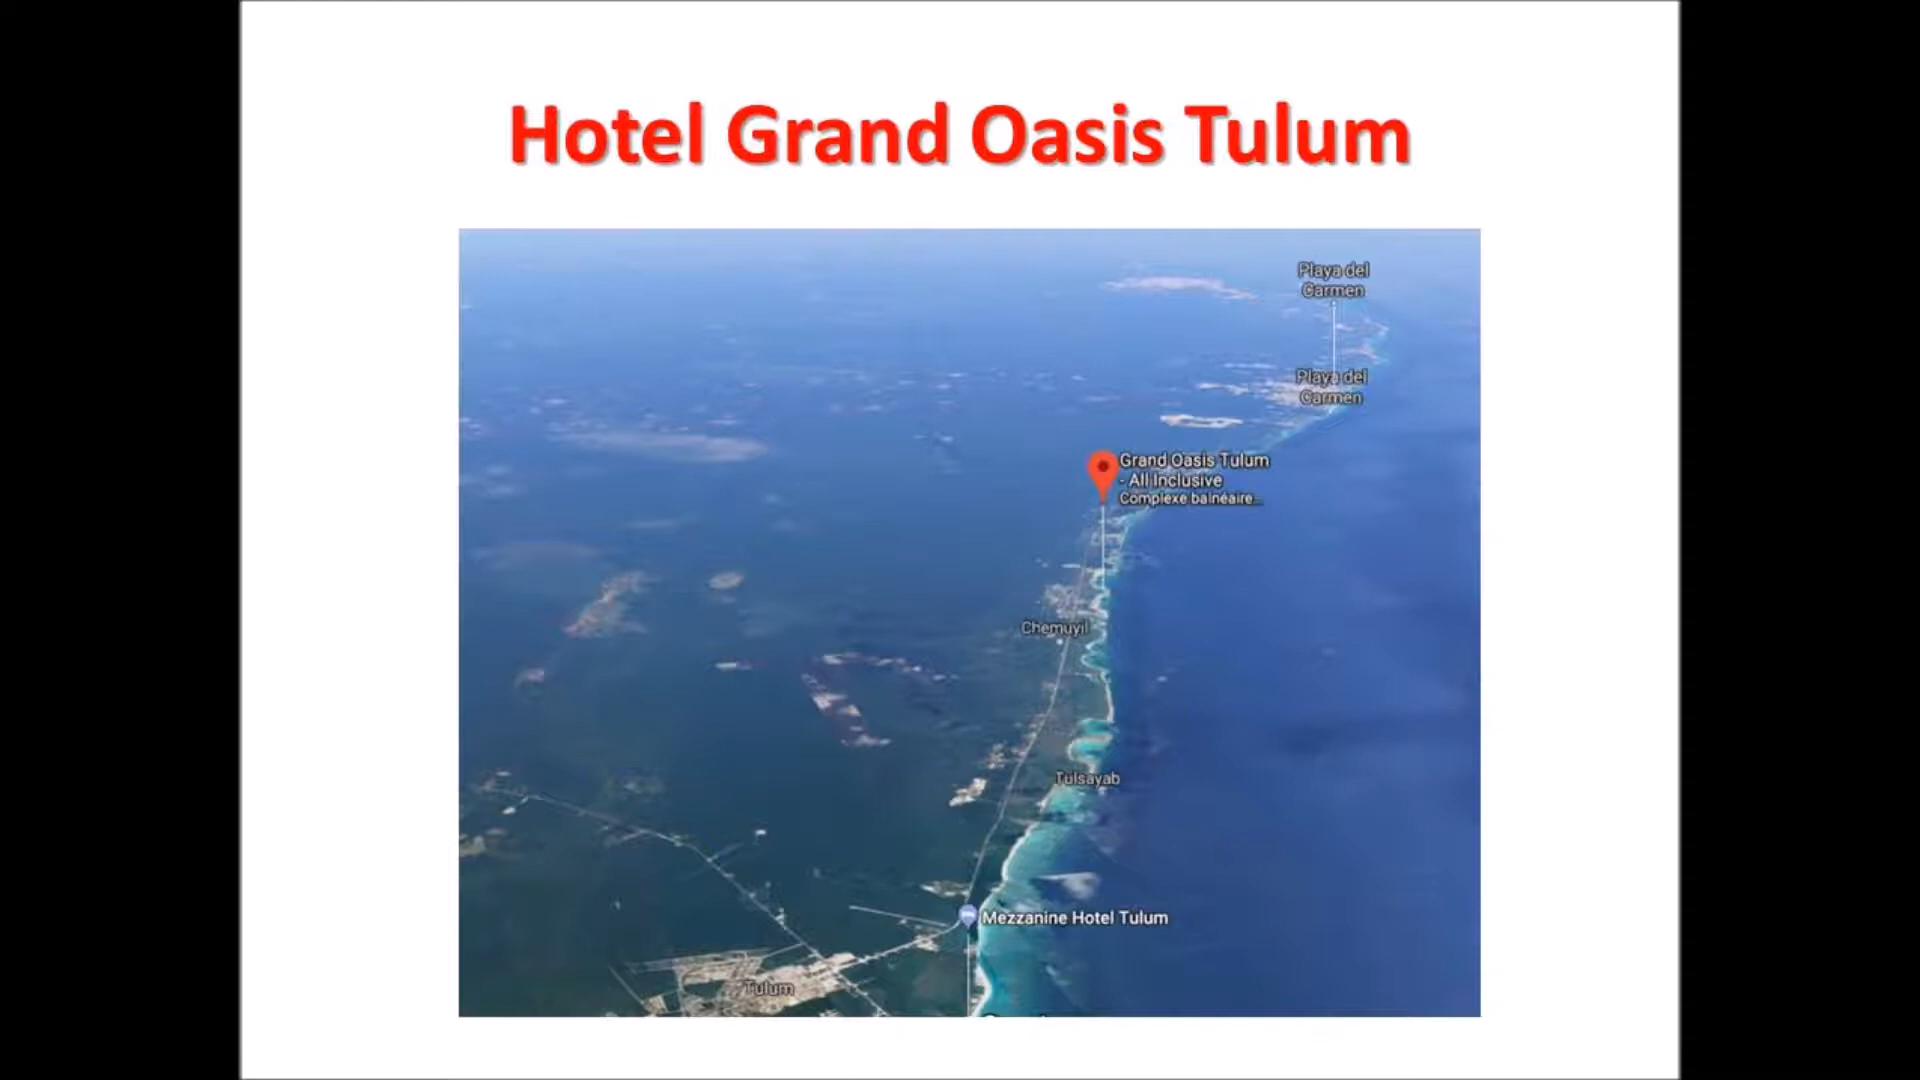 Hotel Grand Oasis Tulum
Playa del
Carmen
Playa del
Carmen
Grand Oasis Tulum
- All Inclusive
Complexe balnéaire...
Chemuyil
Tulsayab
Mezzanine Hotel Tulum
Tulum